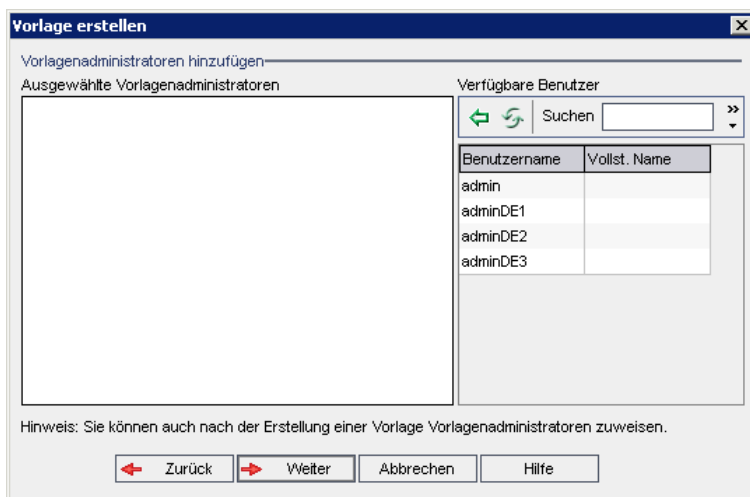 Vorlage erstellen
Vorlagenadministratoren hinzufügen
Ausgewählte Vorlagenadministratoren
Verfügbare Benutzer
Suchen
Benutzername Vollst. Name
admin
adminDE1
adminDE2
adminDE3
Hinweis: Sie können auch nach der Erstellung einer Vorlage Vorlagenadministratoren zuweisen.
Zurück Weiter Abbrechen Hilfe